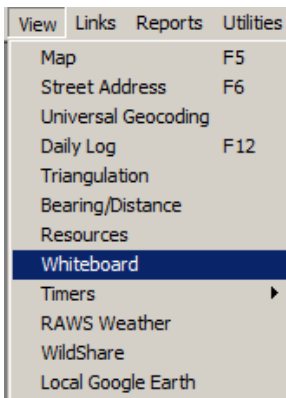 View Links Reports Utilities
Map F5
Street Address F6
Universal Geocoding
Daily Log F12
Triangulation
Bearing/Distance
Resources
Whiteboard
Timers
RAWS Weather
WildShare
Local Google Earth